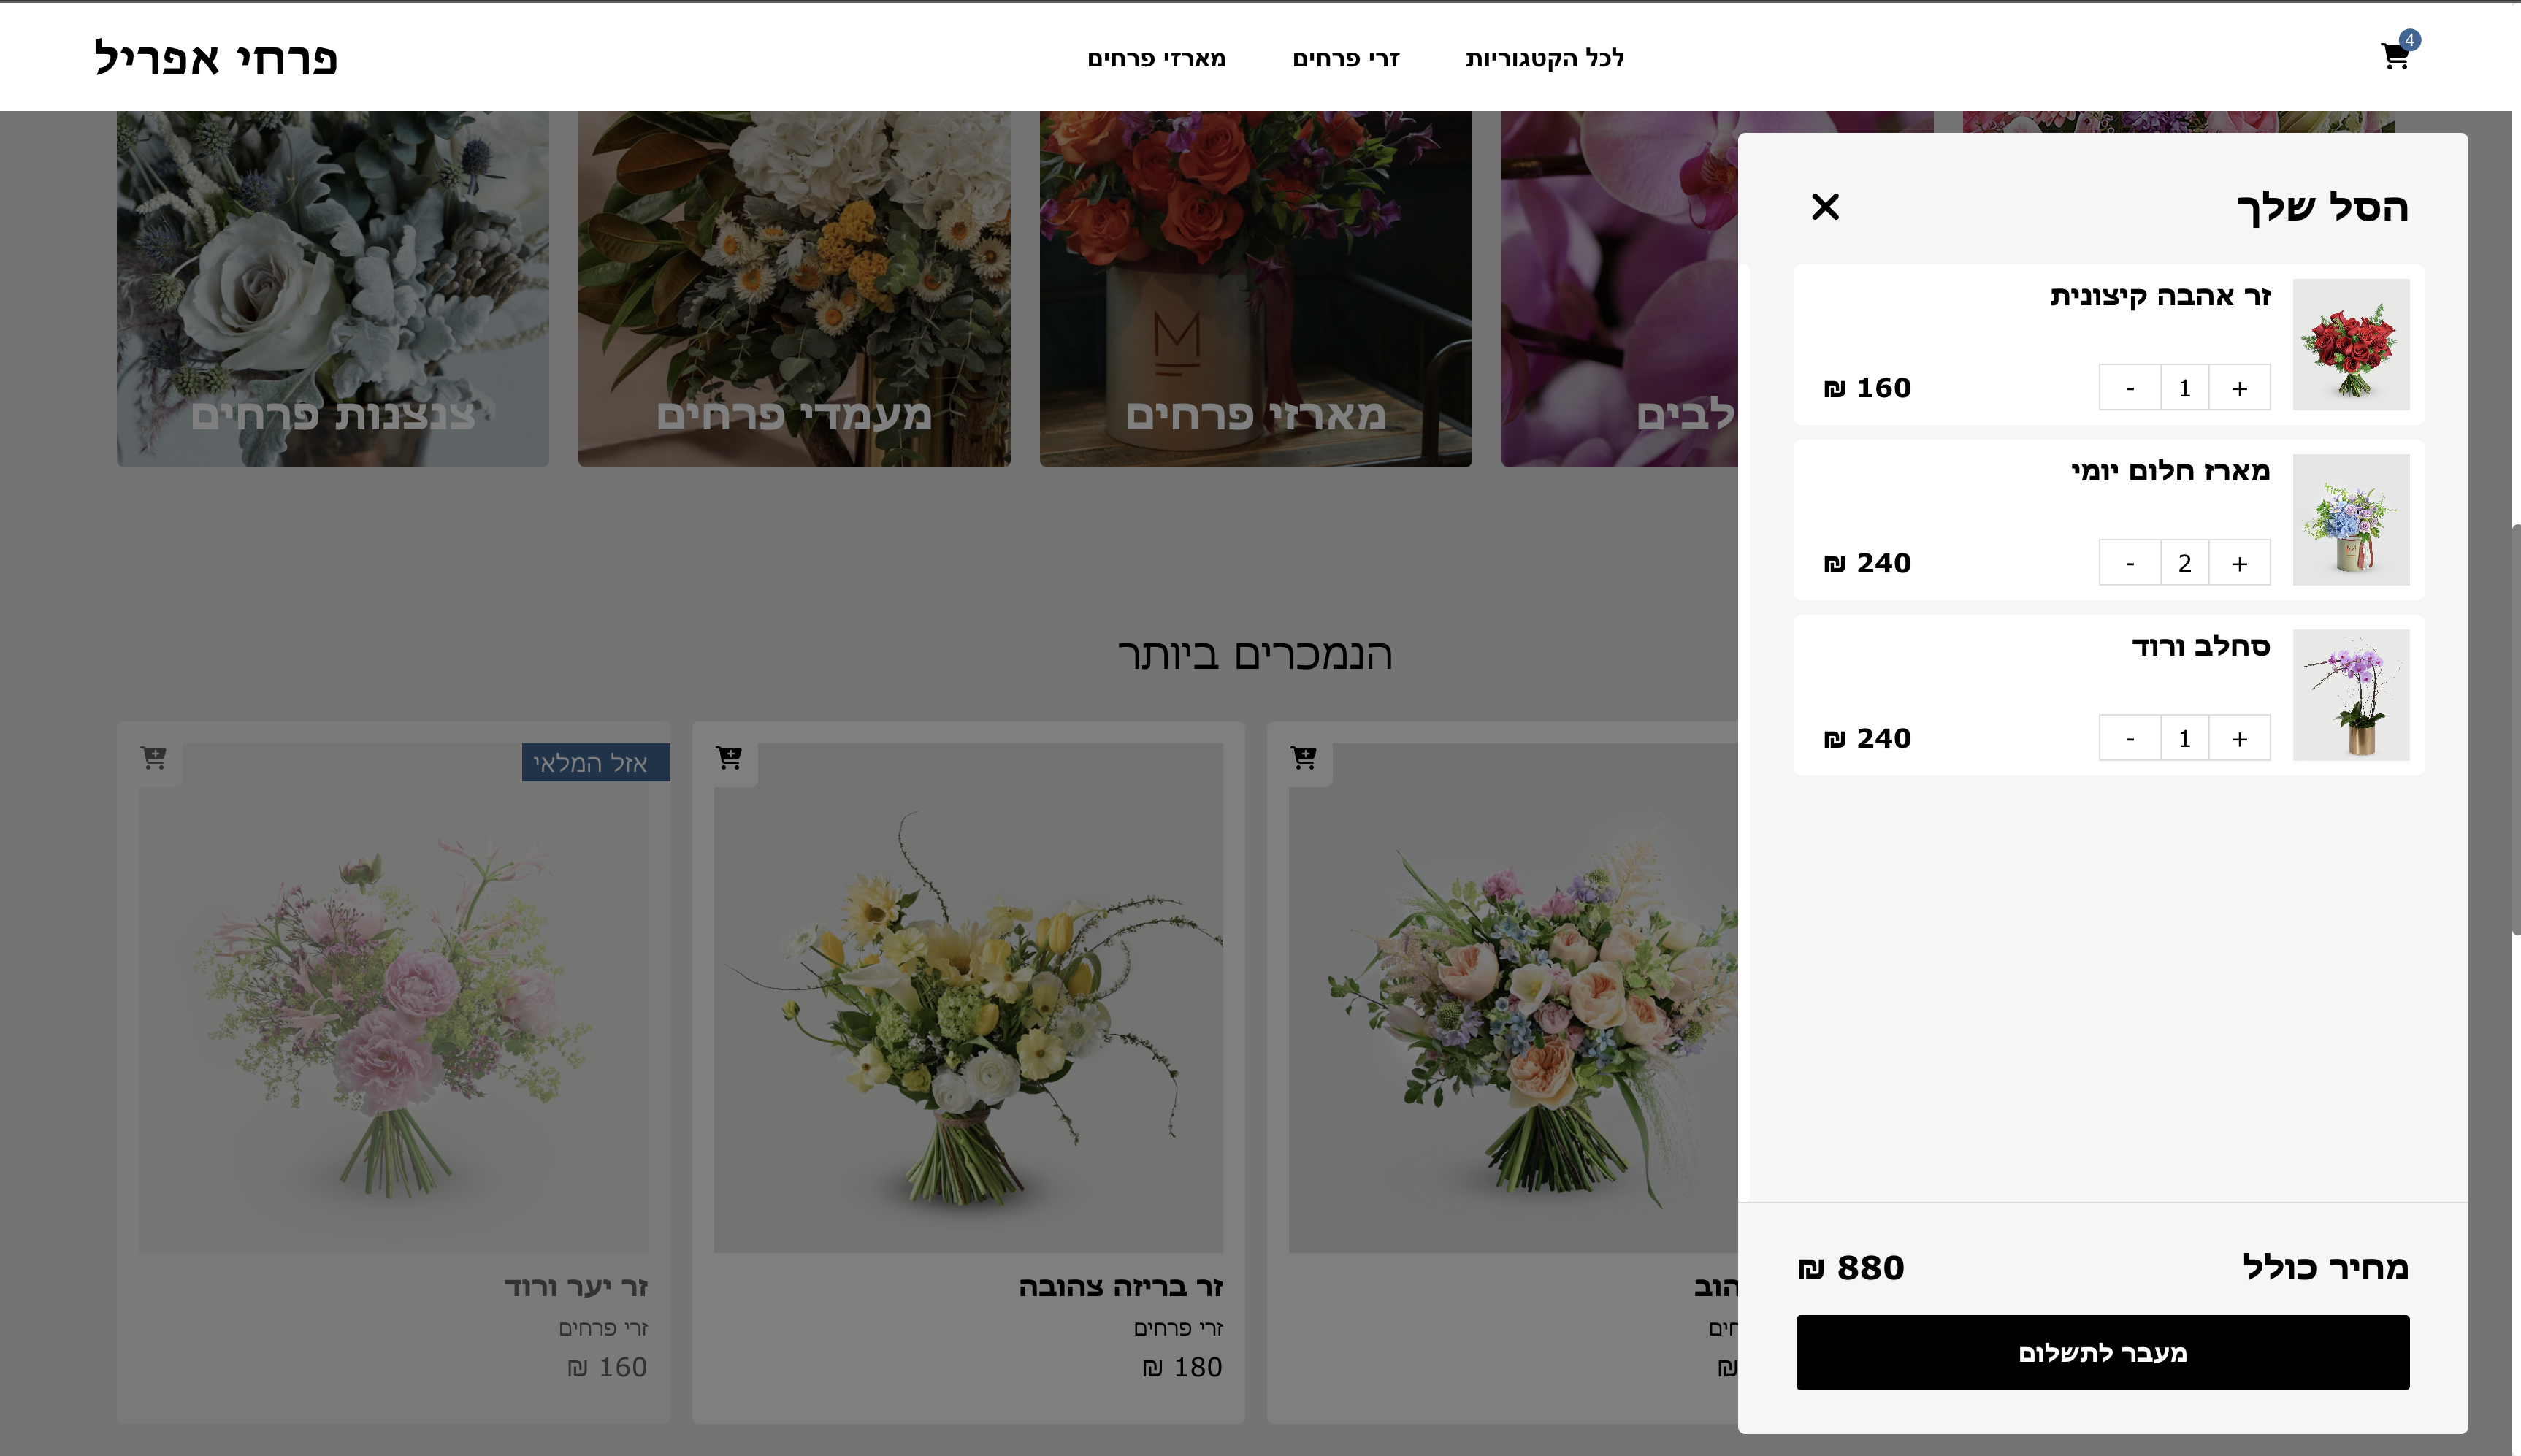 4
לכל הקטגוריות
זרי פרחים
מארזי פרחים
פרחי אפריל
לבים
מארזי פרחים
M
מעמדי פרחים
צנצנות פרחים
הנמכרים ביותר
הוב
חים
₪
זר בריזה צהובה
זרי פרחים
180 ₪
אזל המלאי
זר יער ורוד
זרי פרחים
160 ₪
הסל שלך
זר אהבה קיצונית
+ 1 -
160 ₪
מארז חלום יומי
+ 2 -
240 ₪
סחלב ורוד
+ 1 -
240 ₪
מחיר כולל
880 ₪
מעבר לתשלום